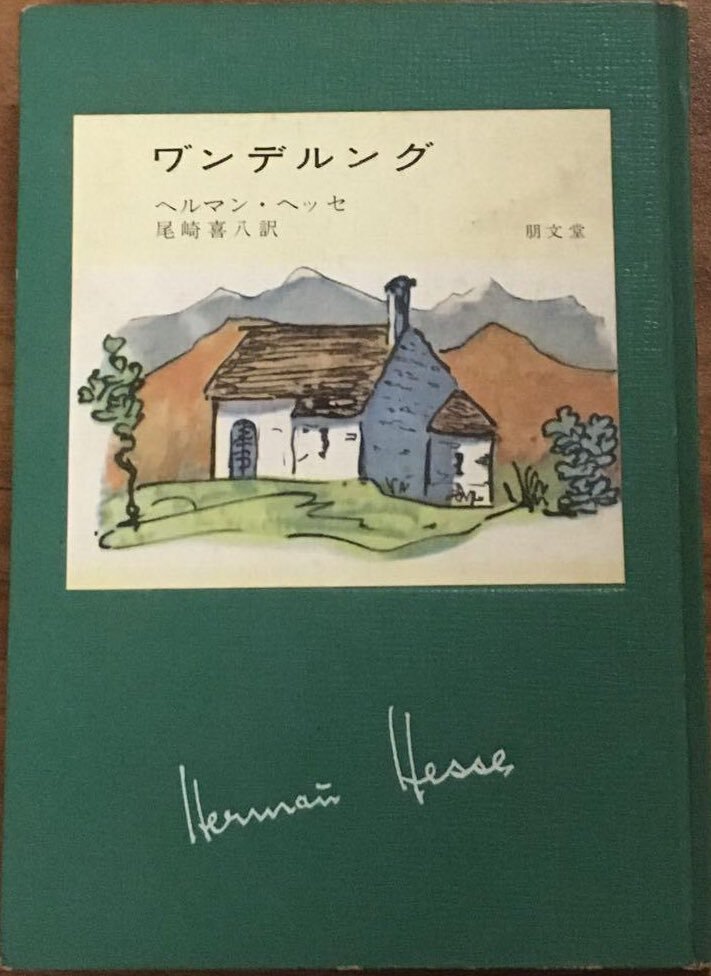 ワンデルング
ヘルマン・ヘッセ
尾崎喜八訳
朋文堂
Hermann Hesse